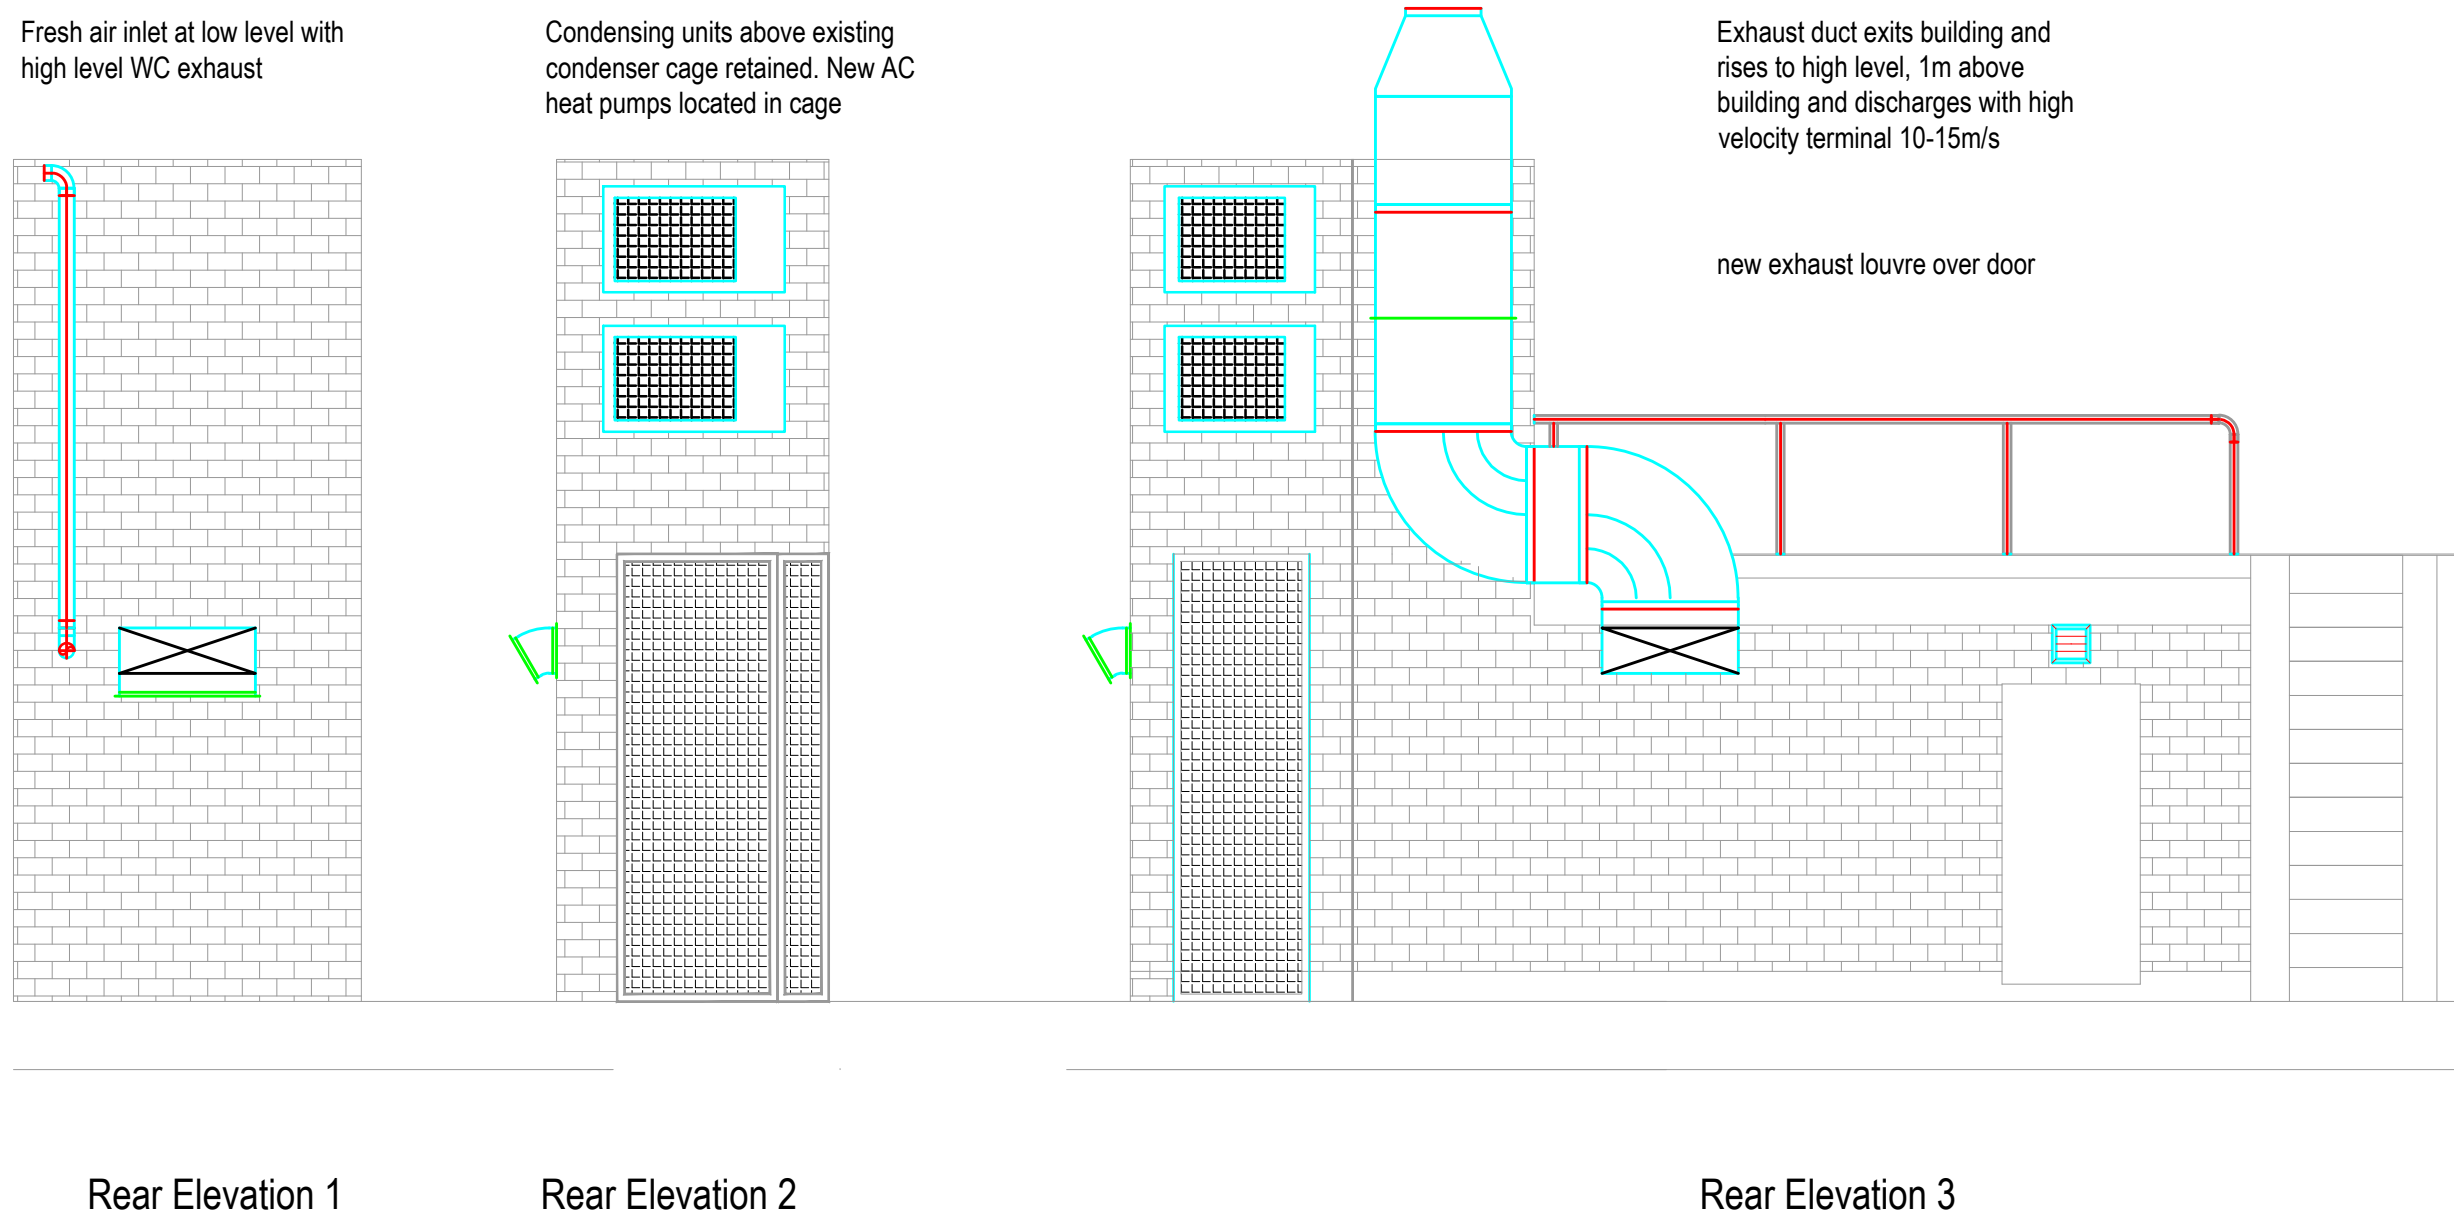 Fresh air inlet at low level with
high level WC exhaust
Condensing units above existing
condenser cage retained. New AC
heat pumps located in cage
Exhaust duct exits building and
rises to high level, 1m above
building and discharges with high
velocity terminal 10-15m/s
new exhaust louvre over door
Rear Elevation 1
Rear Elevation 2
Rear Elevation 3